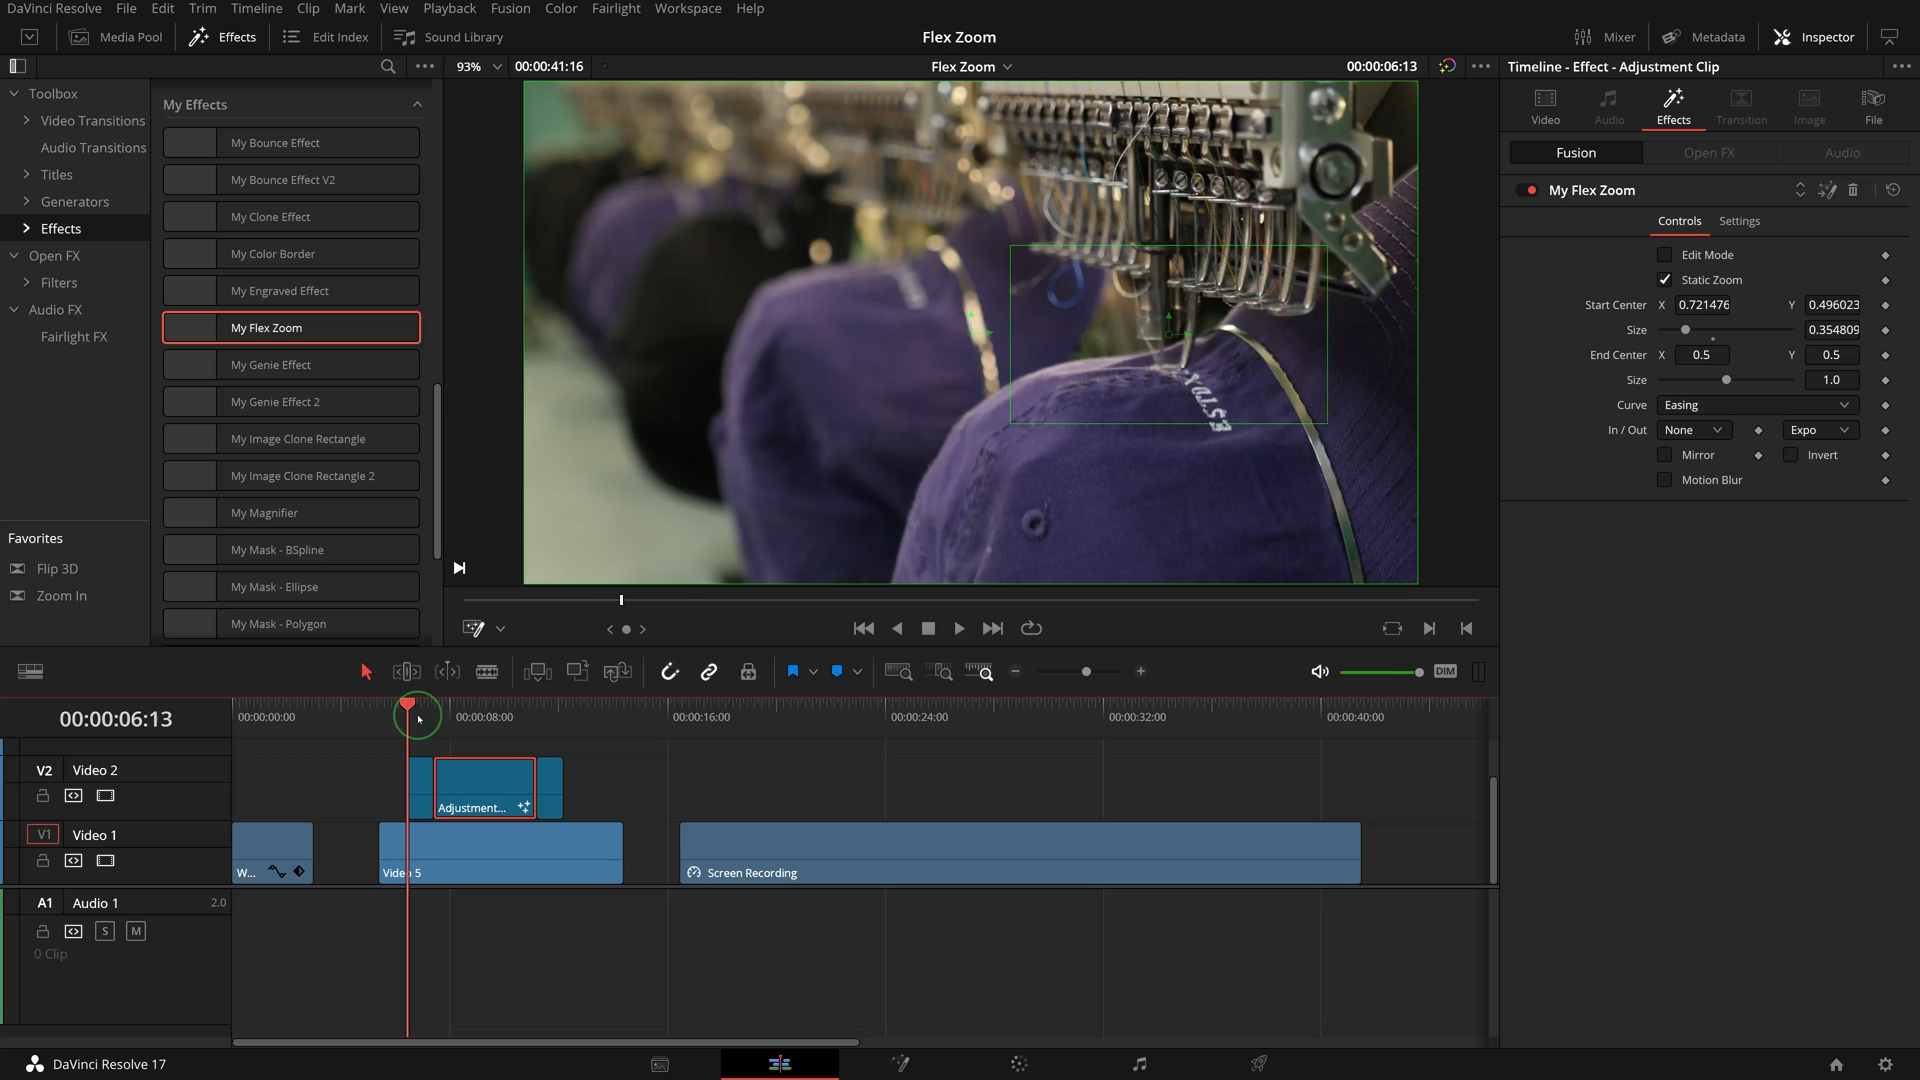 DaVinci Resolve File Edit Trim Timeline Clip Mark View Playback Fusion Color Fairlight Workspace Help
Media Pool Effects Edit Index Sound Library
Flex Zoom
Mixer Metadata Inspector
93% 00:00:41:16 Flex Zoom 00:00:06:13
Timeline - Effect - Adjustment Clip
Toolbox
Video Transitions
Audio Transitions
Titles
Generators
Effects
Open FX
Filters
Audio FX
Fairlight FX
Favorites
Flip 3D
Zoom In
My Effects
My Bounce Effect
My Bounce Effect V2
My Clone Effect
My Color Border
My Engraved Effect
My Flex Zoom
My Genie Effect
My Genie Effect 2
My Image Clone Rectangle
My Image Clone Rectangle 2
My Magnifier
My Mask - BSpline
My Mask - Ellipse
My Mask - Polygon
Video Audio Effects Transition Image File
Fusion Open FX Audio
My Flex Zoom
Controls Settings
Edit Mode
Static Zoom
Start Center X 0.721476 Y 0.496023
Size 0.354809
End Center X 0.5 Y 0.5
Size 1.0
Curve Easing
In / Out None Expo
Mirror Invert
Motion Blur
DIM
00:00:06:13
00:00:00:00 00:00:08:00 00:00:16:00 00:00:24:00 00:00:32:00 00:00:40:00
V2 Video 2
Adjustment...
V1 Video 1
W... Video 5 Screen Recording
A1 Audio 1 2.0
S M
0 Clip
DaVinci Resolve 17